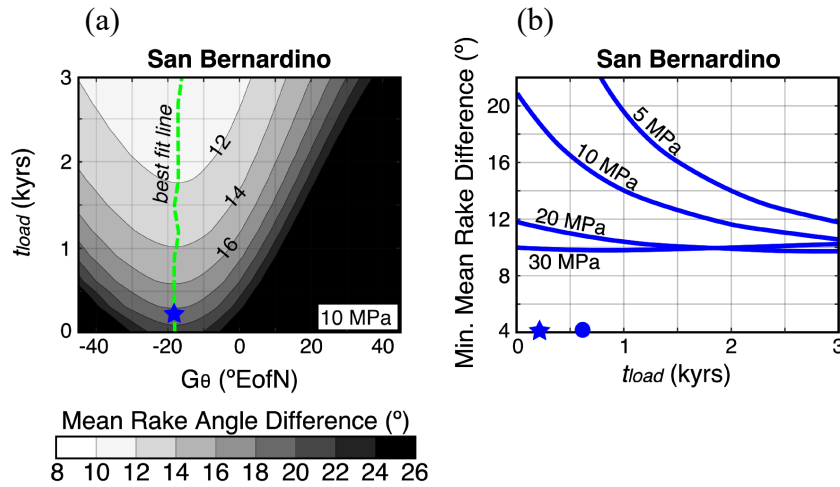 (a)
San Bernardino
3
2
1
0
tload (kyrs)
best fit line
12
14
16
10 MPa
-40 -20 0 20 40
Gθ (ºEofN)
Mean Rake Angle Difference (º)
8 10 12 14 16 18 20 22 24 26
(b)
San Bernardino
20
16
12
8
4
Min. Mean Rake Difference (º)
5 MPa
10 MPa
20 MPa
30 MPa
0 1 2 3
tload (kyrs)